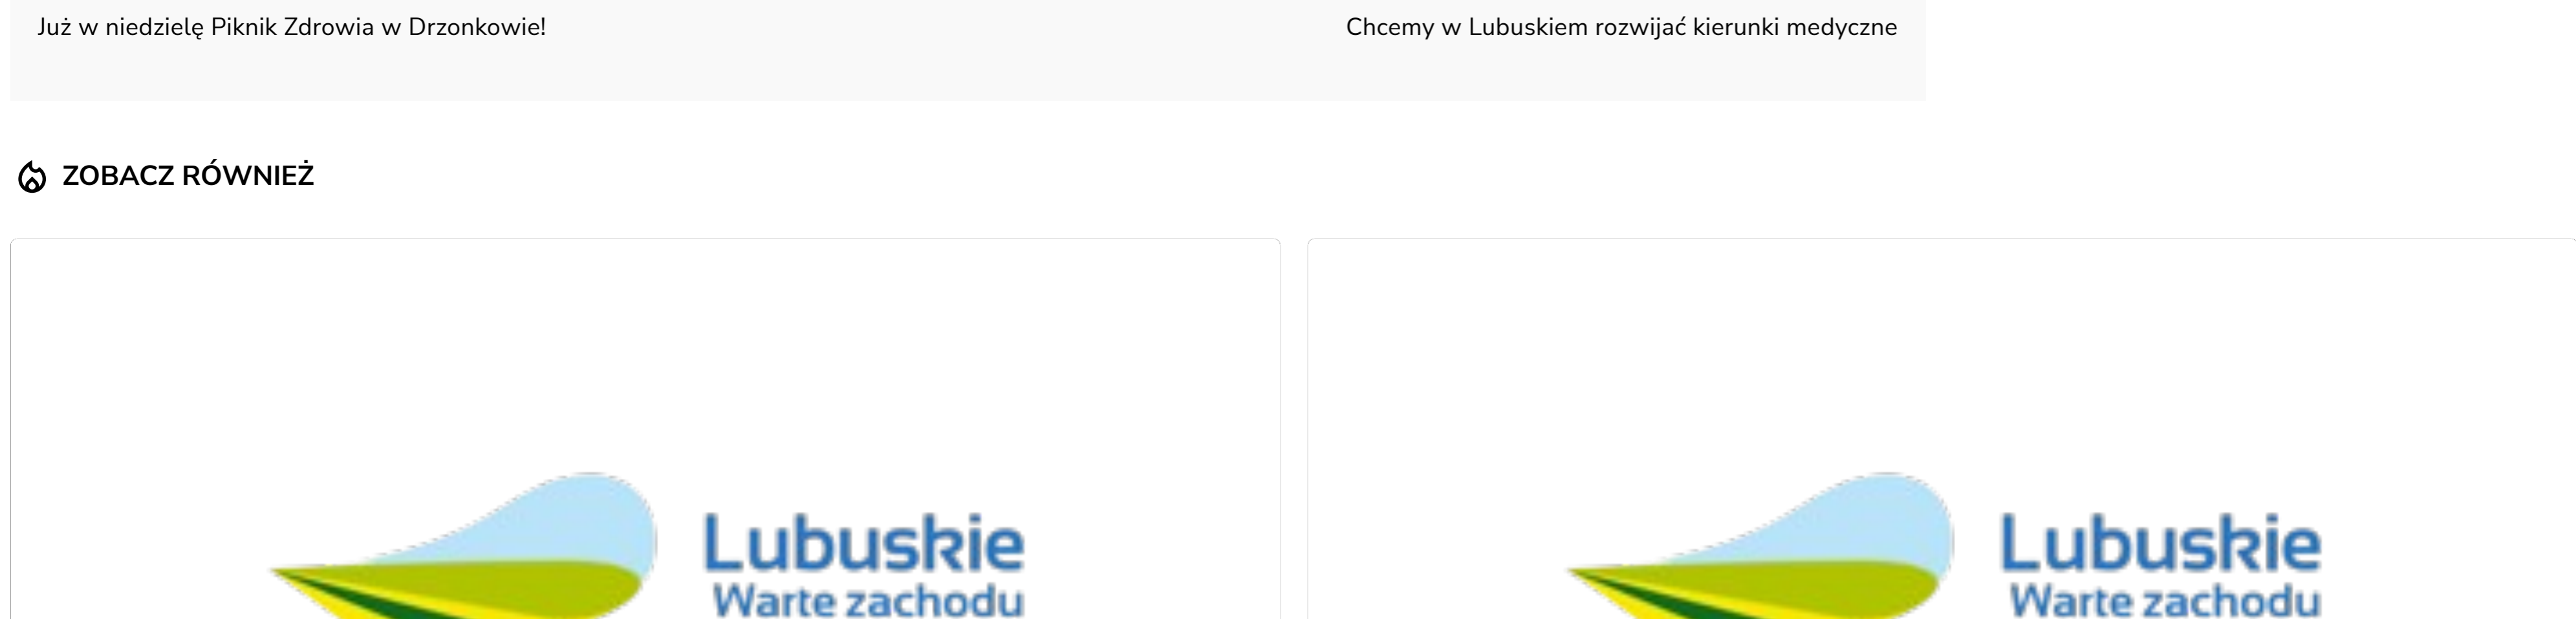 Już w niedzielę Piknik Zdrowia w Drzonkowie!
Chcemy w Lubuskiem rozwijać kierunki medyczne
ZOBACZ RÓWNIEŻ
Lubuskie
Warte zachodu
Lubuskie
Warte zachodu